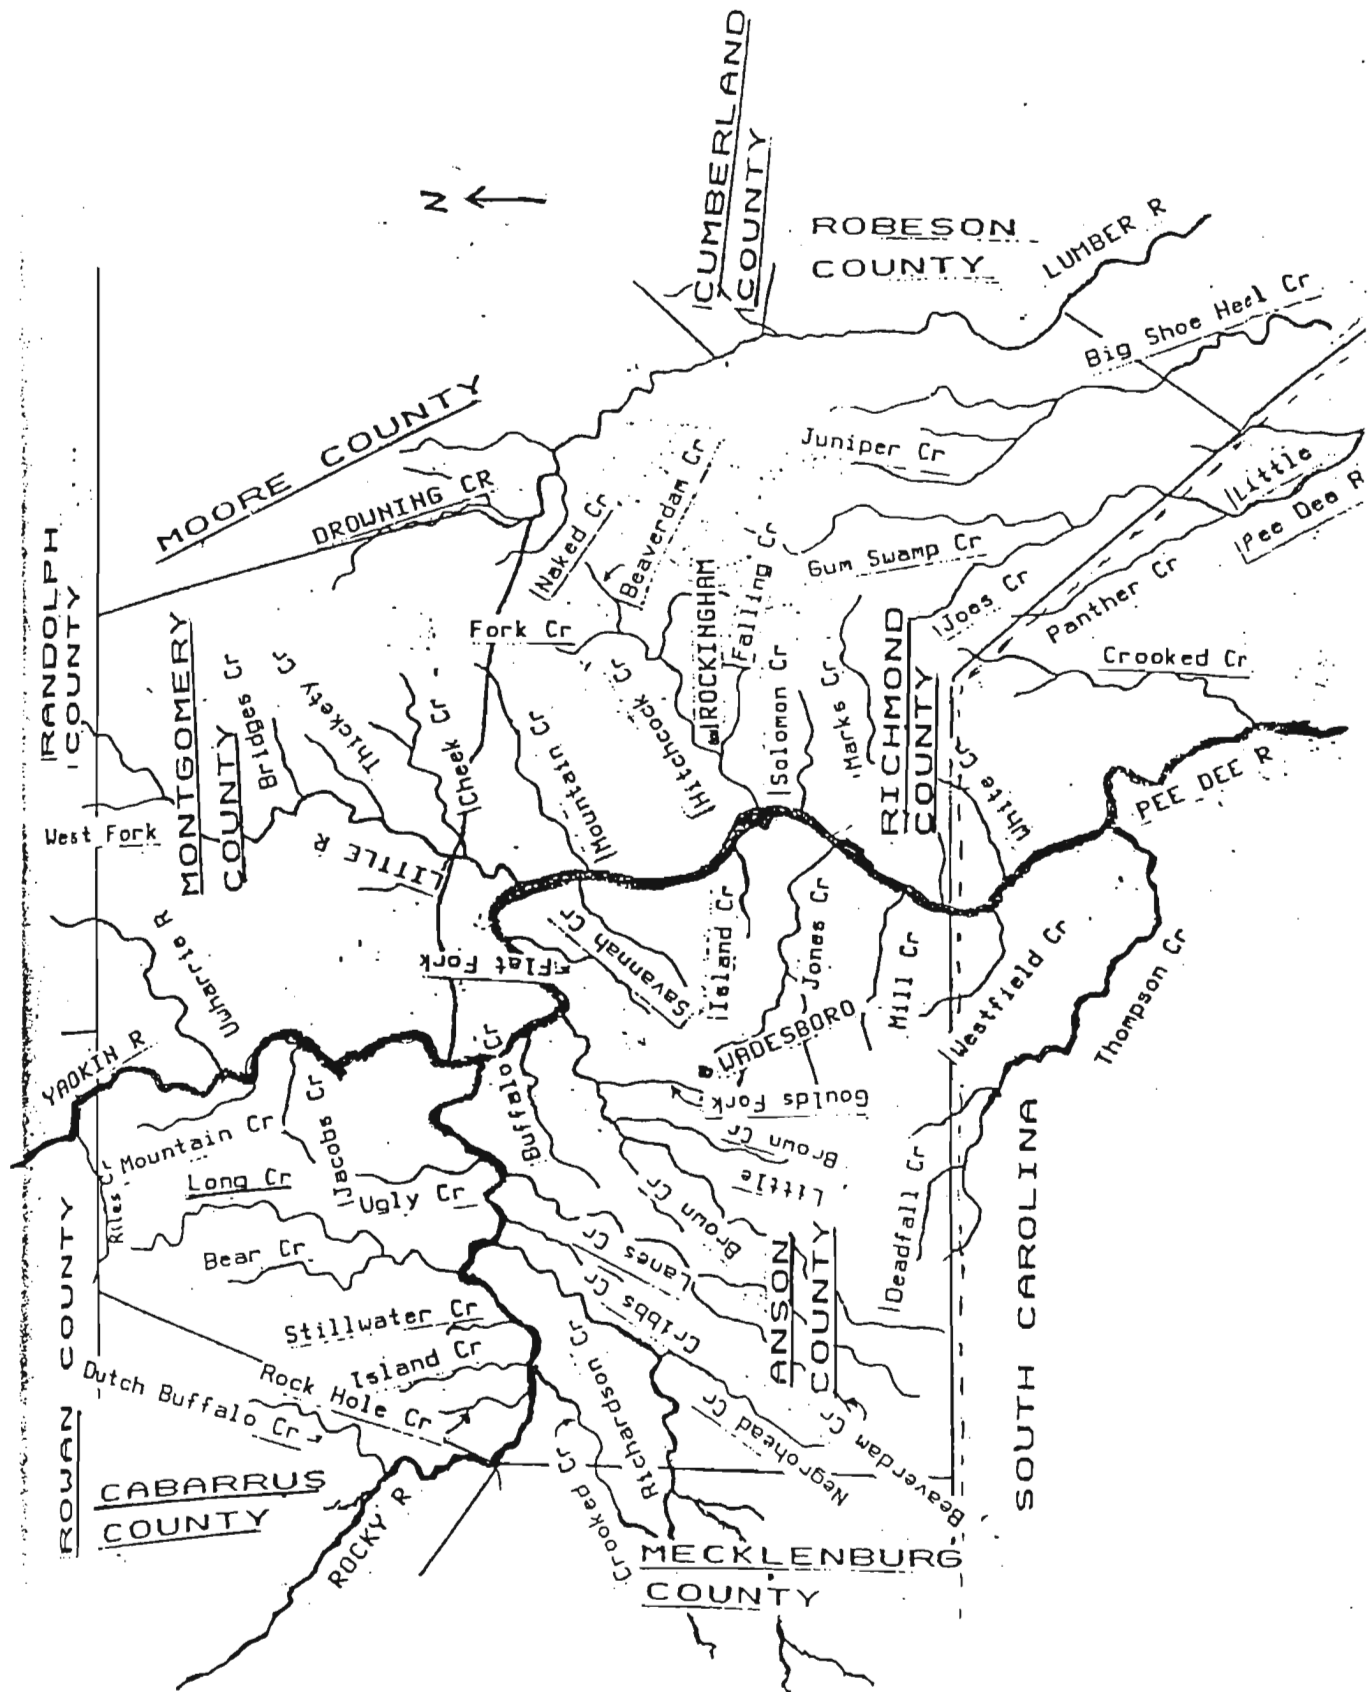 CUMBERLAND
COUNTY
N
ROBESON
COUNTY
LUMBER R
Big Shoe Heel Cr
MOORE COUNTY
DROWNING CR
Juniper Cr
Naked Cr
Beaverdam Cr
Little
Pee Dee R
RANDOLPH
COUNTY
Gum Swamp Cr
Joes Cr
Panther Cr
Crooked Cr
Fork Cr
ROCKINGHAM
Falling Cr
MONTGOMERY
COUNTY
Bridges Cr
Thickety Cr
Cheek Cr
Mountain Cr
Hitchcock Cr
Solomon Cr
Marks Cr
RICHMOND
COUNTY
White Cr
PEE DEE R
West Fork
LITTLE R
Uwharrie R
Flat Fork
Savannah Cr
Island Cr
Jones Cr
Mill Cr
Westfield Cr
Thompson Cr
YADKIN R
WADESBORO
Goulds Fork
Buffalo Cr
Brown Cr
Little
Brown Cr
Mountain Cr
Jacobs Cr
Riles Cr
Long Cr
Ugly Cr
Bear Cr
Lanes Cr
Cribbs Cr
ANSON
COUNTY
Deadfall Cr
SOUTH CAROLINA
ROWAN COUNTY
Stillwater Cr
Island Cr
Rock Hole Cr
Dutch Buffalo Cr
Richardson Cr
Negrohead Cr
Beaverdam Cr
Crooked Cr
CABARRUS
COUNTY
ROCKY R
MECKLENBURG
COUNTY